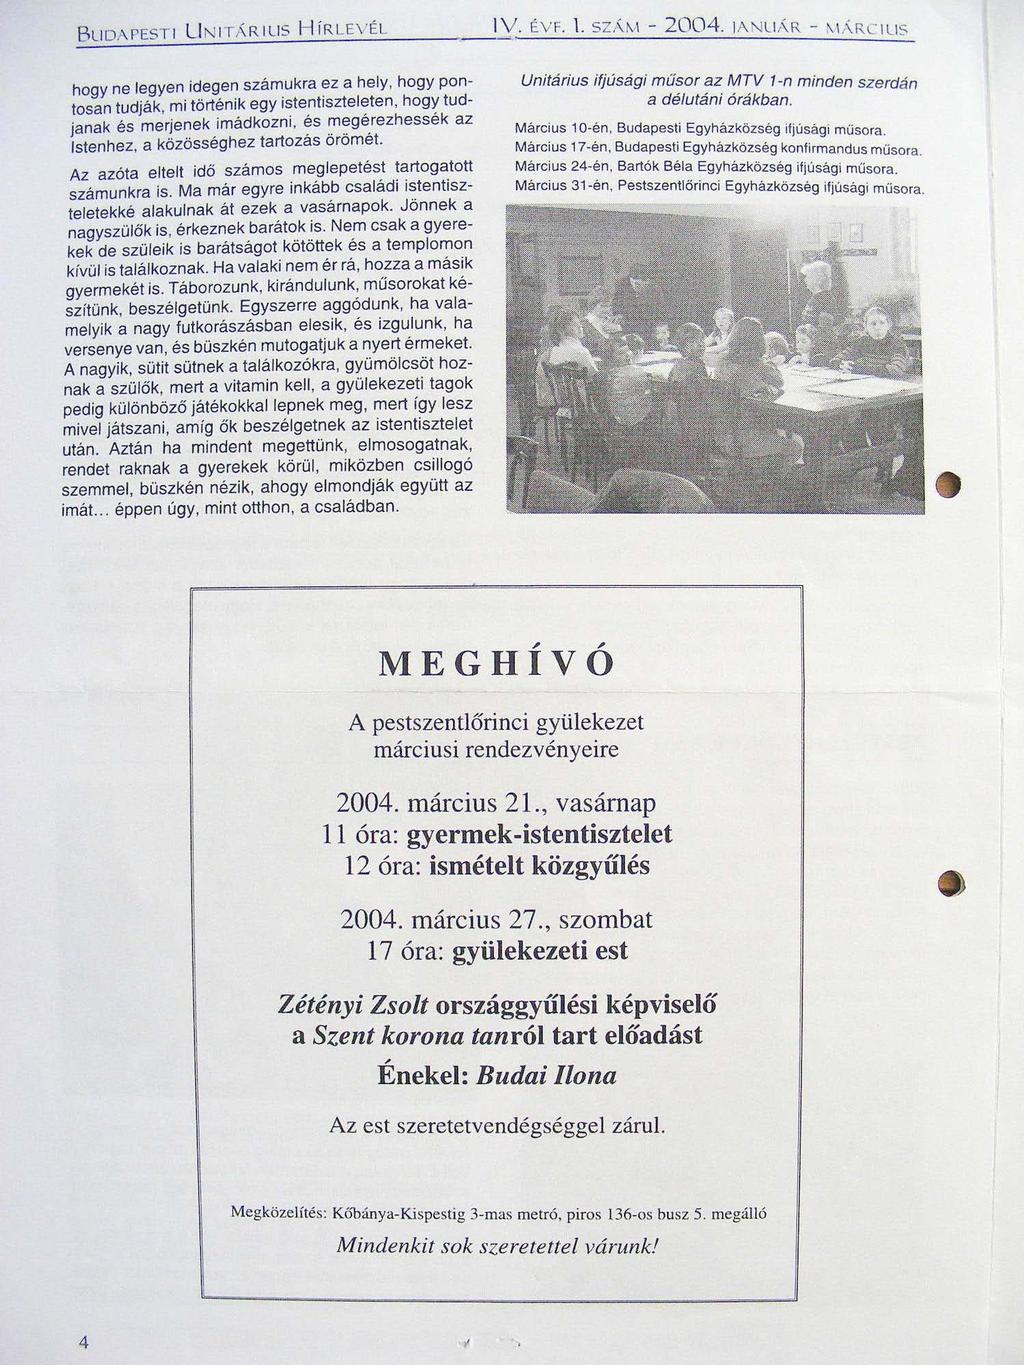 BUDAPESTI UNITÁRIUS HÍRLEVÉL IV. ÉVF. 1. SZÁM - 2004. JANUÁR - MÁRCIUS
hogy ne legyen idegen számukra ez a hely, hogy pon-
tosan tudják, mi történik egy istentiszteleten, hogy tud-
janak és merjenek imádkozni, és megérezhessék az
Istenhez, a közösséghez tartozás örömét.
Az azóta eltelt idő számos meglepetést tartogatott
számunkra is. Ma már egyre inkább családi istentisz-
teletekké alakulnak át ezek a vasárnapok. Jönnek a
nagyszülők is, érkeznek barátok is. Nem csak a gyere-
kek de szüleik is barátságot kötöttek és a templomon
kívül is találkoznak. Ha valaki nem ér rá, hozza a másik
gyermekét is. Táborozunk, kirándulunk, műsorokat ké-
szítünk, beszélgetünk. Egyszerre aggódunk, ha vala-
melyik a nagy futkorászásban elesik, és izgulunk, ha
versenye van, és büszkén mutogatjuk a nyert érmeket.
A nagyik, sütit sütnek a találkozókra, gyümölcsöt hoz-
nak a szülők, mert a vitamin kell, a gyülekezeti tagok
pedig különböző játékokkal lepnek meg, mert így lesz
mivel játszani, amíg ők beszélgetnek az istentisztelet
után. Aztán ha mindent megettünk, elmosogatnak,
rendet raknak a gyerekek körül, miközben csillogó
szemmel, büszkén nézik, ahogy elmondják együtt az
imát... éppen úgy, mint otthon, a családban.
Unitárius ifjúsági műsor az MTV 1-n minden szerdán
a délutáni órákban.
Március 10-én, Budapesti Egyházközség ifjúsági műsora.
Március 17-én, Budapesti Egyházközség konfirmandus műsora.
Március 24-én, Bartók Béla Egyházközség ifjúsági műsora.
Március 31-én, Pestszentlőrinci Egyházközség ifjúsági műsora.
MEGHÍVÓ
A pestszentlőrinci gyülekezet
márciusi rendezvényeire
2004. március 21., vasárnap
11 óra: gyermek-istentisztelet
12 óra: ismételt közgyűlés
2004. március 27., szombat
17 óra: gyülekezeti est
Zétényi Zsolt országgyűlési képviselő
a Szent korona tanról tart előadást
Énekel: Budai Ilona
Az est szeretetvendégséggel zárul.
Megközelítés: Kőbánya-Kispestig 3-mas metró, piros 136-os busz 5. megálló
Mindenkit sok szeretettel várunk!
4